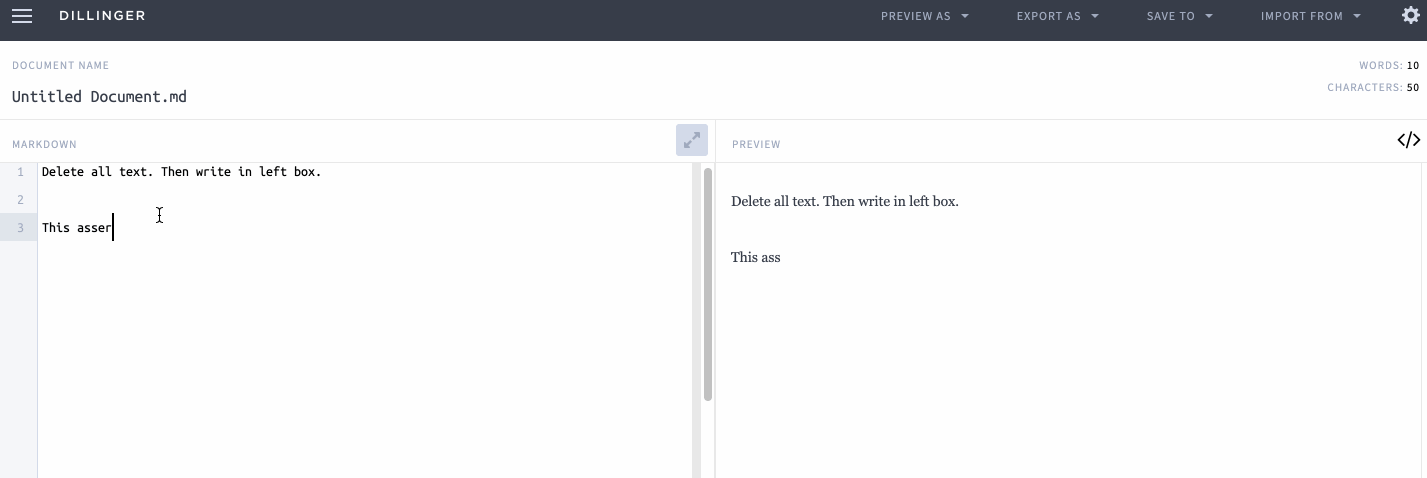 DILLINGER
PREVIEW AS
EXPORT AS
SAVE TO
IMPORT FROM
DOCUMENT NAME
WORDS: 10
Untitled Document.md
CHARACTERS: 50
MARKDOWN
PREVIEW
</>
1 Delete all text. Then write in left box.
2
3 This asser
Delete all text. Then write in left box.
This ass